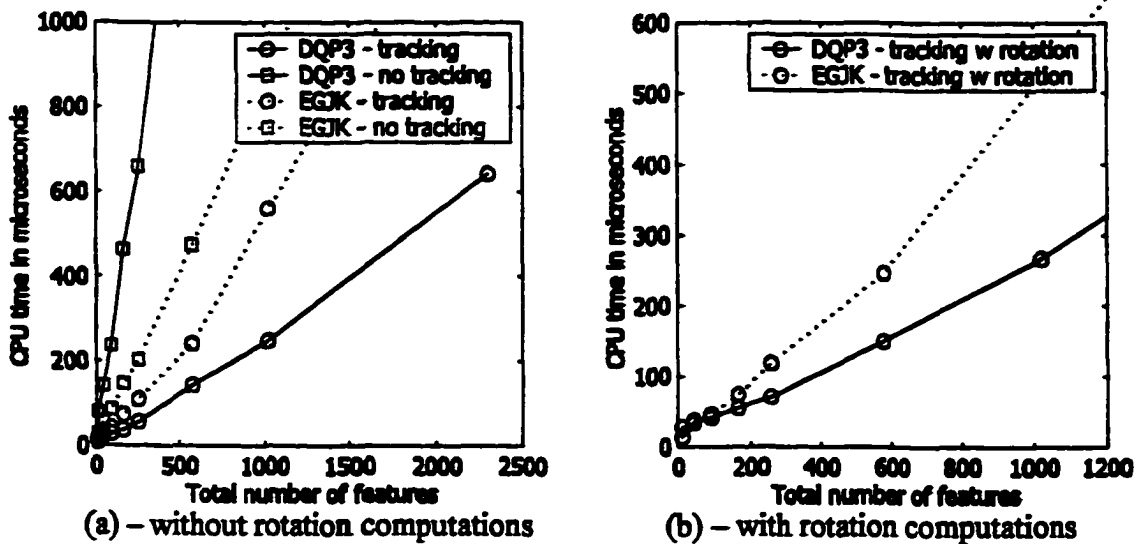 1000
800
600
400
200
0
CPU time in microseconds
DQP3 - tracking
DQP3 - no tracking
EGJK - tracking
EGJK - no tracking
0 500 1000 1500 2000 2500
Total number of features
(a) – without rotation computations
600
500
400
300
200
100
0
CPU time in microseconds
DQP3 - tracking w rotation
EGJK - tracking w rotation
0 200 400 600 800 1000 1200
Total number of features
(b) – with rotation computations